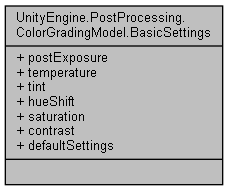 UnityEngine.PostProcessing.
ColorGradingModel.BasicSettings
+ postExposure
+ temperature
+ tint
+ hueShift
+ saturation
+ contrast
+ defaultSettings